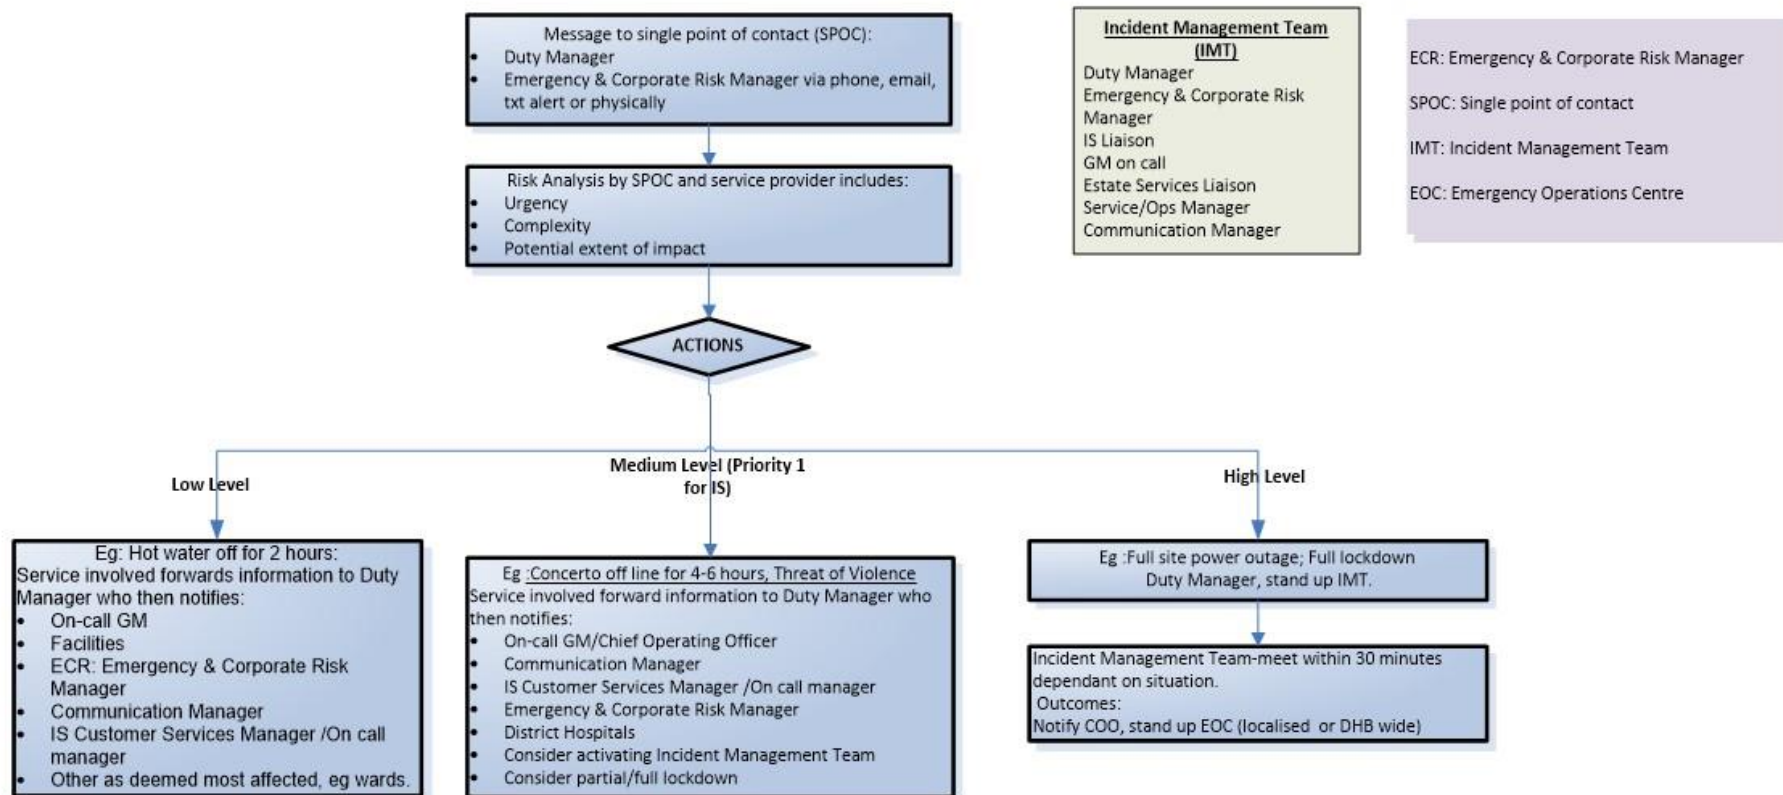 Message to single point of contact (SPOC):
• Duty Manager
• Emergency & Corporate Risk Manager via phone, email,
txt alert or physically
Incident Management Team
(IMT)
Duty Manager
Emergency & Corporate Risk
Manager
IS Liaison
GM on call
Estate Services Liaison
Service/Ops Manager
Communication Manager
ECR: Emergency & Corporate Risk Manager
SPOC: Single point of contact
IMT: Incident Management Team
EOC: Emergency Operations Centre
Risk Analysis by SPOC and service provider includes:
• Urgency
• Complexity
• Potential extent of impact
ACTIONS
Low Level
Medium Level (Priority 1
for IS)
High Level
Eg: Hot water off for 2 hours:
Service involved forwards information to Duty
Manager who then notifies:
• On-call GM
• Facilities
• ECR: Emergency & Corporate Risk
Manager
• Communication Manager
• IS Customer Services Manager /On call
manager
• Other as deemed most affected, eg wards.
Eg :Concerto off line for 4-6 hours, Threat of Violence
Service involved forward information to Duty Manager who
then notifies:
• On-call GM/Chief Operating Officer
• Communication Manager
• IS Customer Services Manager /On call manager
• Emergency & Corporate Risk Manager
• District Hospitals
• Consider activating Incident Management Team
• Consider partial/full lockdown
Eg :Full site power outage; Full lockdown
Duty Manager, stand up IMT.
Incident Management Team-meet within 30 minutes
dependant on situation.
Outcomes:
Notify COO, stand up EOC (localised or DHB wide)